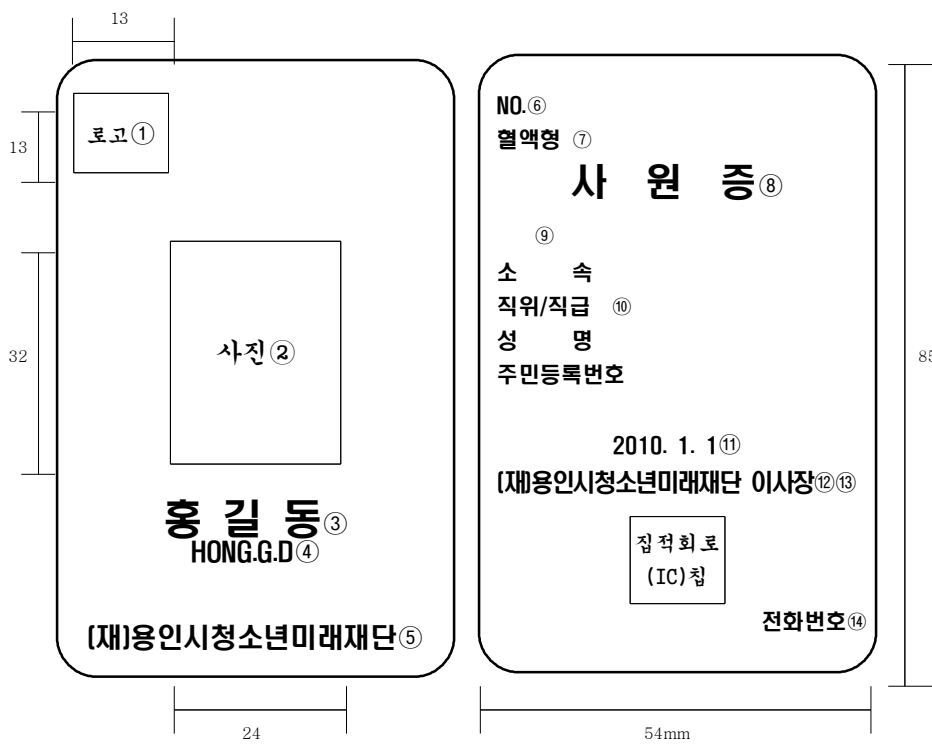 13
13
로고①
32
사진②
홍 길 동③
HONG.G.D④
(재)용인시청소년미래재단⑤
24
NO.⑥
혈액형 ⑦
사 원 증⑧
⑨
소 속
직위/직급 ⑩
성 명
주민등록번호
2010. 1. 1⑪
(재)용인시청소년미래재단 이사장⑫⑬
집적회로
(IC)칩
전화번호⑭
85
54mm